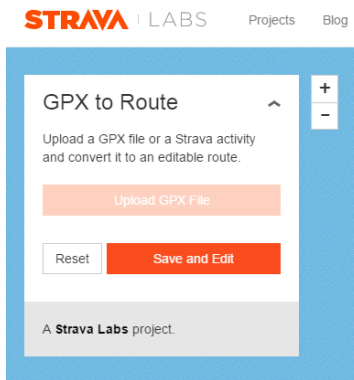 STRAVA LABS Projects Blog
+
GPX to Route
−
Upload a GPX file or a Strava activity
and convert it to an editable route.
Upload GPX File
Reset Save and Edit
A Strava Labs project.